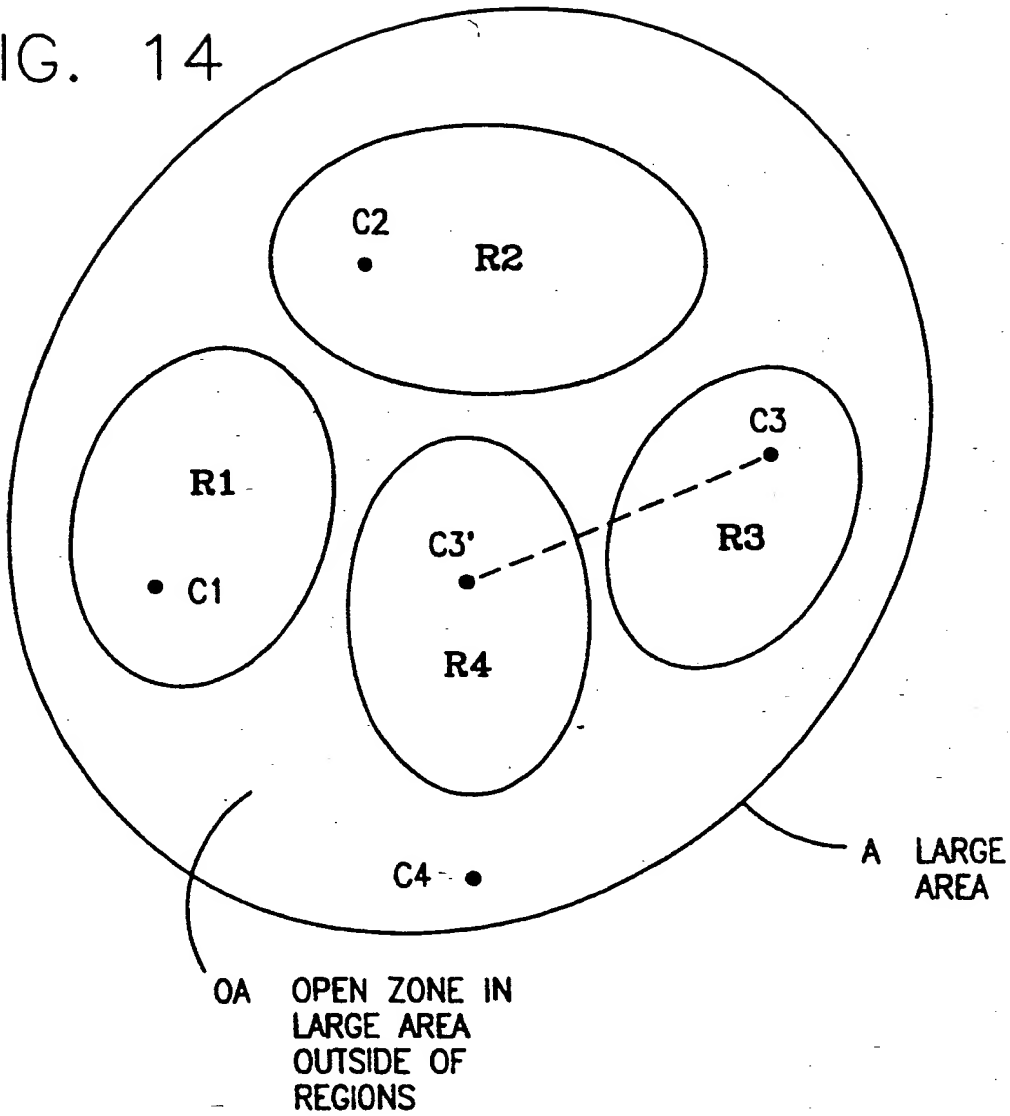 IG. 14
C2
R2
C3
R1
R3
C3'
C1
R4
A LARGE
AREA
C4
OA OPEN ZONE IN
LARGE AREA
OUTSIDE OF
REGIONS